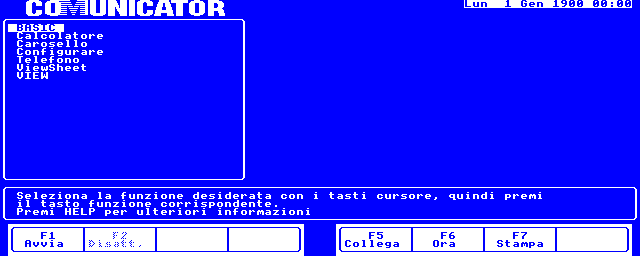 COMUNICATOR
Lun 1 Gen 1900 00:00
BASIC
Calcolatore
Carosello
Configurare
Telefono
ViewSheet
VIEW
Seleziona la funzione desiderata con i tasti cursore, quindi premi
il tasto funzione corrispondente.
Premi HELP per ulteriori informazioni
F1 F2 F5 F6 F7
Avvia Disatt. Collega Ora Stampa